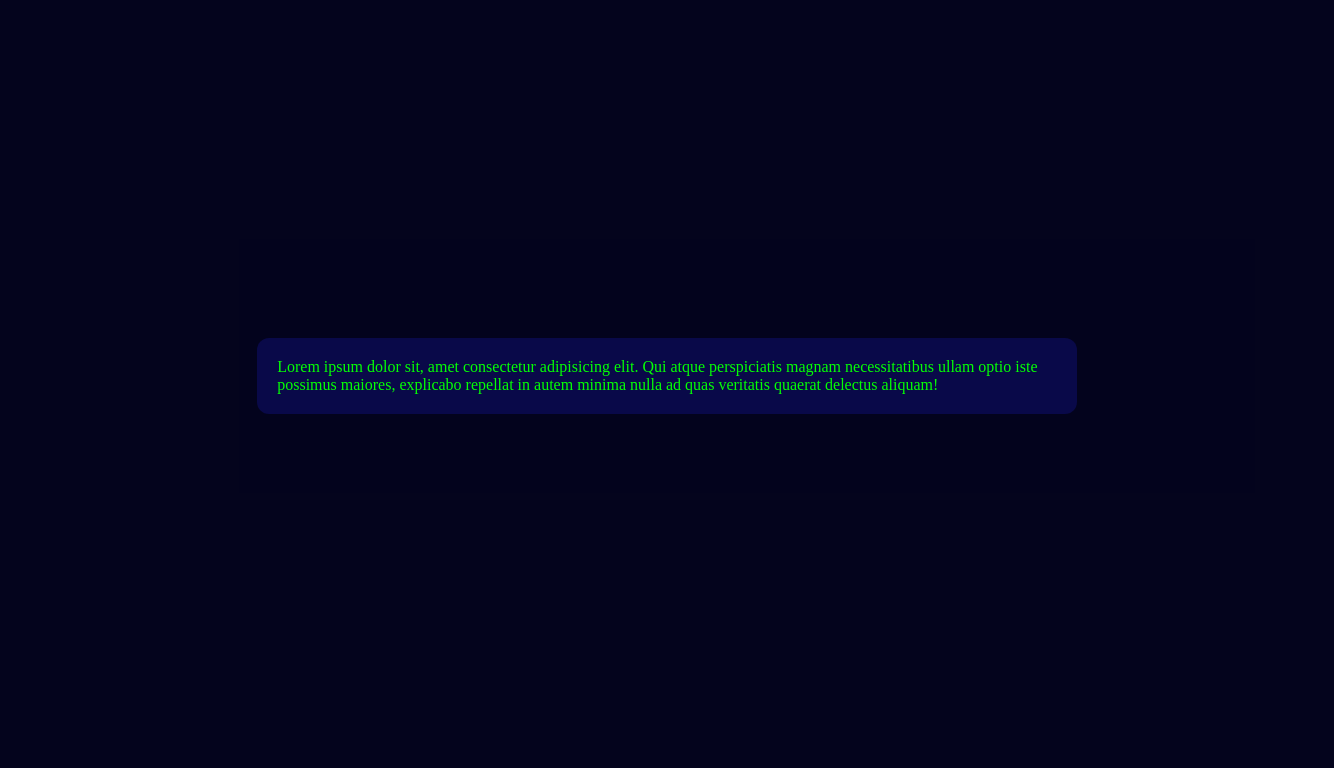 Lorem ipsum dolor sit, amet consectetur adipisicing elit. Qui atque perspiciatis magnam necessitatibus ullam optio iste
possimus maiores, explicabo repellat in autem minima nulla ad quas veritatis quaerat delectus aliquam!